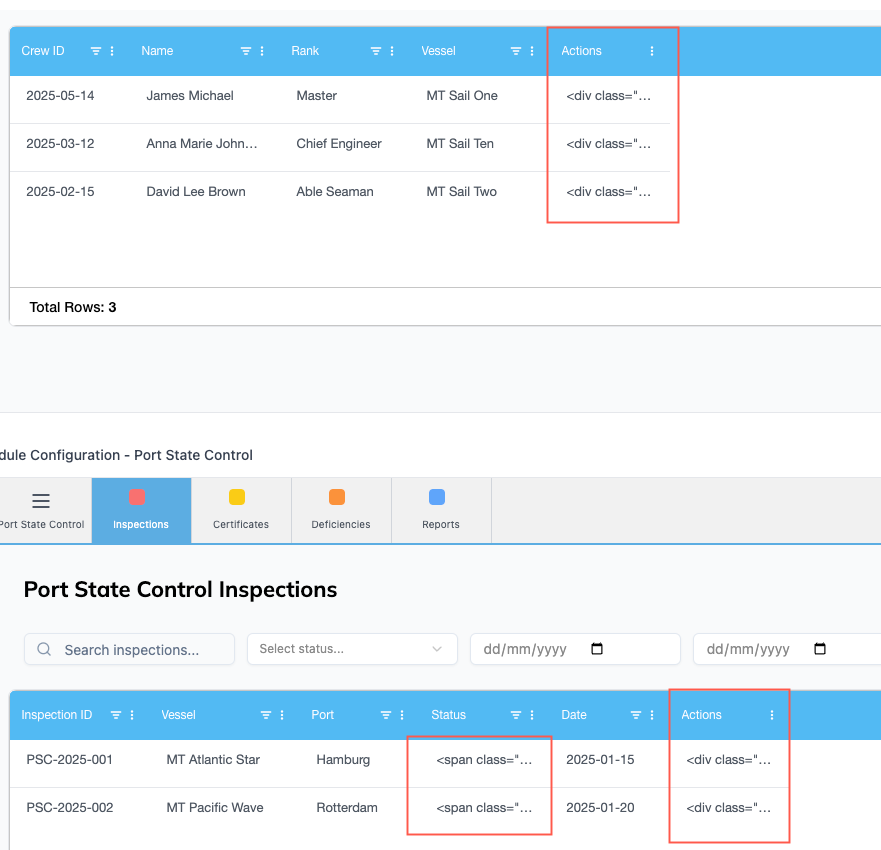 Crew ID Name Rank Vessel Actions
2025-05-14 James Michael Master MT Sail One <div class="...
2025-03-12 Anna Marie John... Chief Engineer MT Sail Ten <div class="...
2025-02-15 David Lee Brown Able Seaman MT Sail Two <div class="...
Total Rows: 3
dule Configuration - Port State Control
Port State Control Inspections Certificates Deficiencies Reports
Port State Control Inspections
Search inspections... Select status... dd/mm/yyyy dd/mm/yyyy
Inspection ID Vessel Port Status Date Actions
PSC-2025-001 MT Atlantic Star Hamburg <span class="... 2025-01-15 <div class="...
PSC-2025-002 MT Pacific Wave Rotterdam <span class="... 2025-01-20 <div class="...